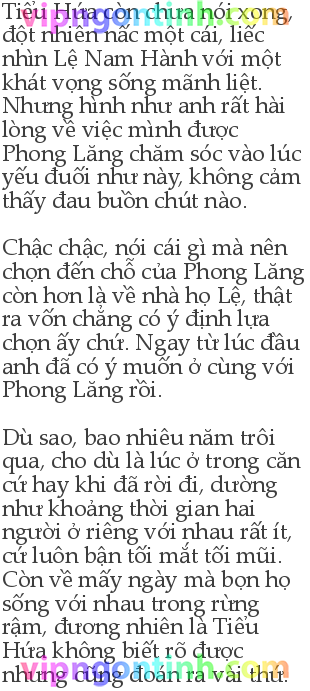 Tiểu Hứa còn chưa nói xong,
vipngontinh.com
đột nhiên nấc một cái, liếc
nhìn Lệ Nam Hành với một
khát vọng sống mãnh liệt.
Nhưng hình như anh rất hài
lòng về việc mình được
Phong Lăng chăm sóc vào lúc
yếu đuối như này, không cảm
thấy đau buồn chút nào.
Chậc chậc, nói cái gì mà nên
chọn đến chỗ của Phong Lăng
còn hơn là về nhà họ Lệ, thật
ra vốn chẳng có ý định lựa
chọn ấy chứ. Ngay từ lúc đầu
anh đã có ý muốn ở cùng với
Phong Lăng rồi.
Dù sao, bao nhiêu năm trôi
qua, cho dù là lúc ở trong căn
cứ hay khi đã rời đi, dường
như khoảng thời gian hai
người ở riêng với nhau rất ít,
cứ luôn bận tối mắt tối mũi.
Còn về mấy ngày mà bọn họ
sống với nhau trong rừng
rậm, đương nhiên là Tiểu
Hứa không biết rõ được
nhưng cũng đoán ra vài thứ.
vipngontinh.com